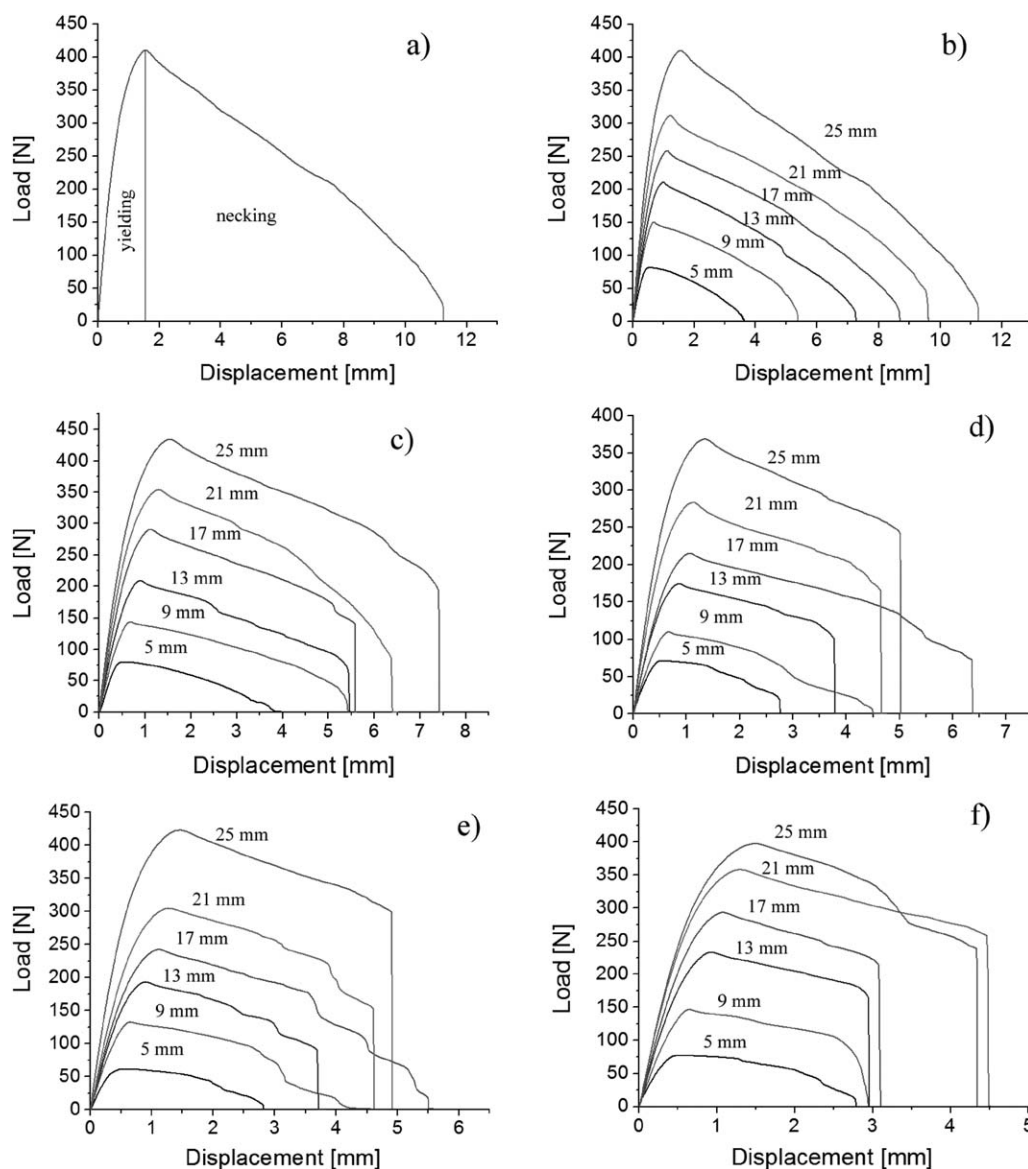 a)
450
400
350
300
250
200
150
100
50
0
Load [N]
yielding
necking
0 2 4 6 8 10 12
Displacement [mm]
b)
450
400
350
300
250
200
150
100
50
0
Load [N]
25 mm
21 mm
17 mm
13 mm
9 mm
5 mm
0 2 4 6 8 10 12
Displacement [mm]
c)
450
400
350
300
250
200
150
100
50
0
Load [N]
25 mm
21 mm
17 mm
13 mm
9 mm
5 mm
0 1 2 3 4 5 6 7 8
Displacement [mm]
d)
400
350
300
250
200
150
100
50
0
Load [N]
25 mm
21 mm
17 mm
13 mm
9 mm
5 mm
0 1 2 3 4 5 6 7
Displacement [mm]
e)
450
400
350
300
250
200
150
100
50
0
Load [N]
25 mm
21 mm
17 mm
13 mm
9 mm
5 mm
0 1 2 3 4 5 6
Displacement [mm]
f)
450
400
350
300
250
200
150
100
50
0
Load [N]
25 mm
21 mm
17 mm
13 mm
9 mm
5 mm
0 1 2 3 4 5
Displacement [mm]